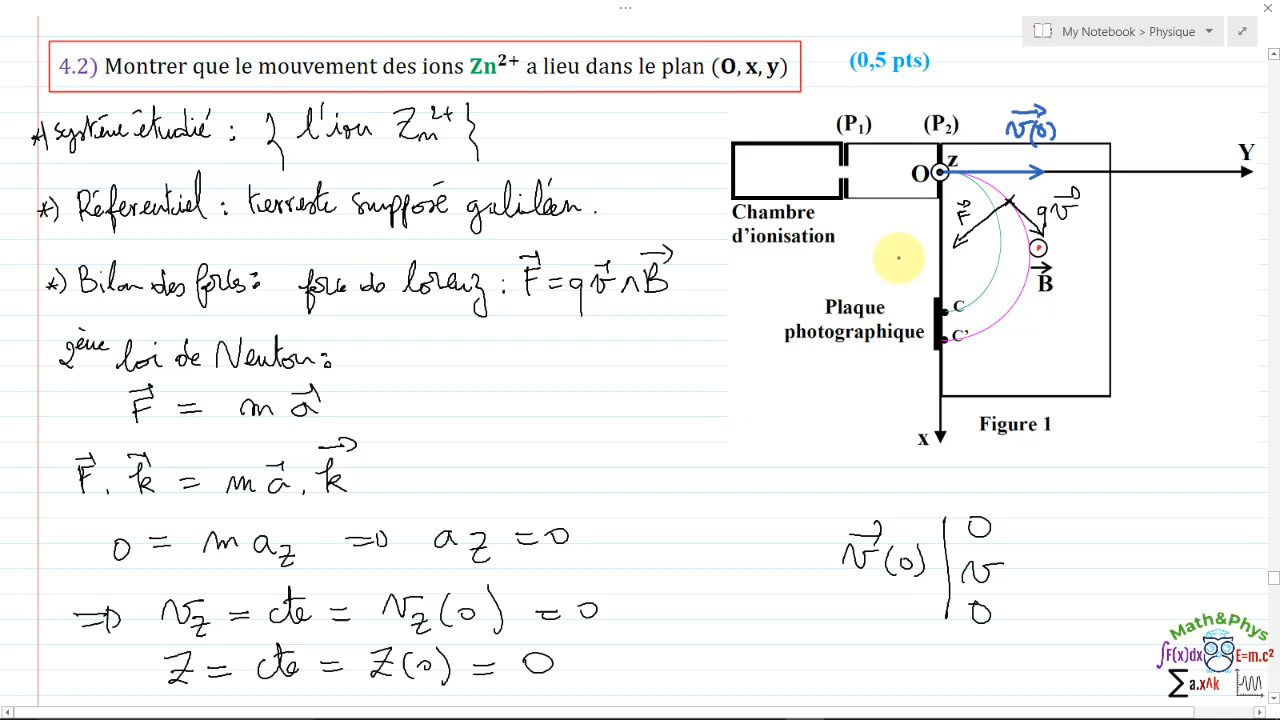 ...
My Notebook > Physique
4.2) Montrer que le mouvement des ions Zn²⁺ a lieu dans le plan (O, x, y)
(0,5 pts)
*) système étudié : { l'ion Zn²⁺ }
*) Référentiel : terrestre supposé galiléen.
*) Bilan des forces : force de lorenz : F⃗ = q v⃗ ∧ B⃗
2ème loi de Newton :
F⃗ = m a⃗
F⃗ . k⃗ = m a⃗ . k⃗
0 = m a_z ⇒ a_z = 0
⇒ v_z = cte = v_z(0) = 0
Z = cte = Z(0) = 0
(P₁)
(P₂)
v⃗(0)
Y
z
O
Chambre
d'ionisation
F⃗
q v⃗
B⃗
Plaque
photographique
C
C'
x
Figure 1
v⃗(0) | 0
v
0
Math&Phys
∫F(x)dx
E=m.c²
∑ a.x∧k